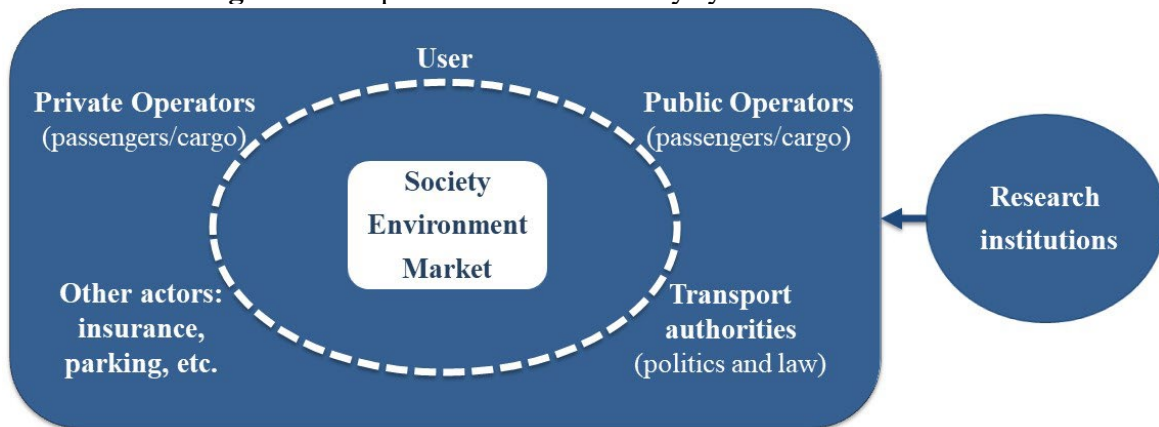 User
Private Operators
(passengers/cargo)
Public Operators
(passengers/cargo)
Society
Environment
Market
Research
institutions
Other actors:
insurance,
parking, etc.
Transport
authorities
(politics and law)